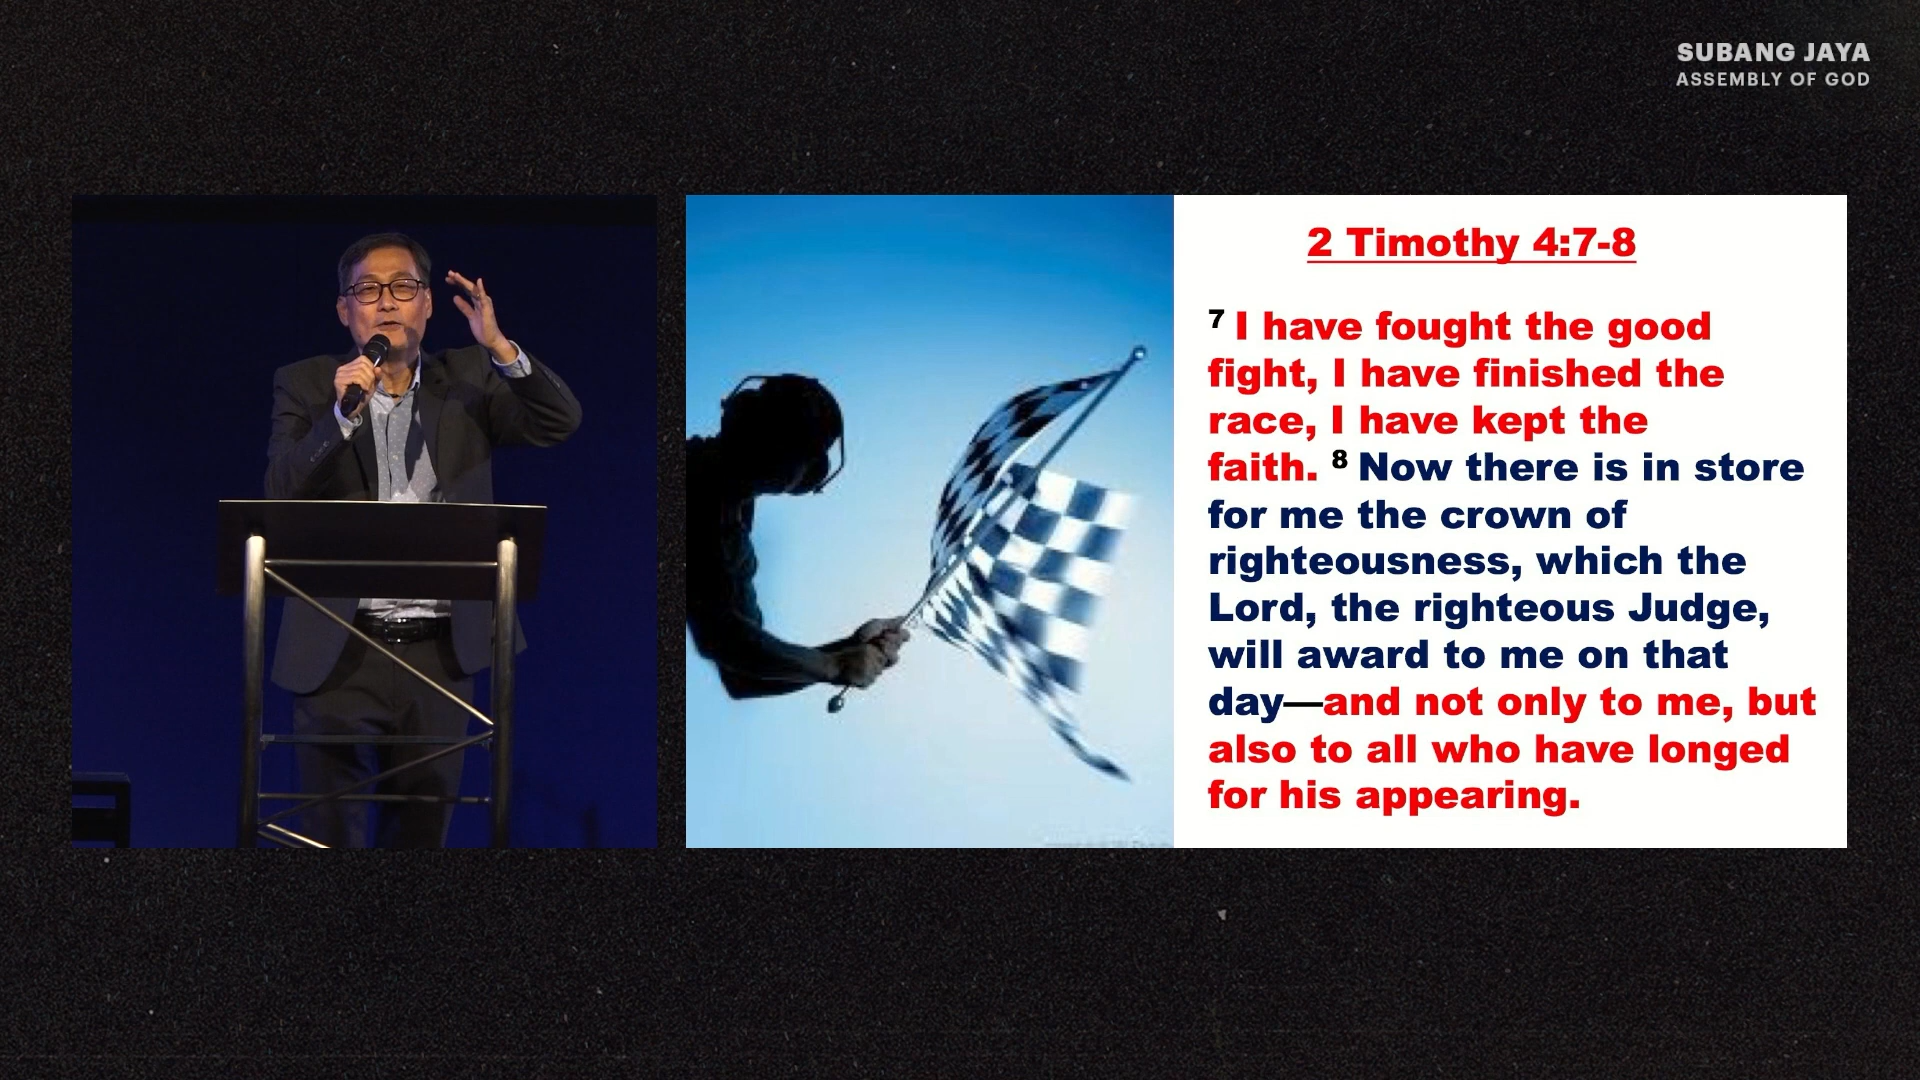 SUBANG JAYA
ASSEMBLY OF GOD
2 Timothy 4:7-8
7 I have fought the good
fight, I have finished the
race, I have kept the
faith. 8 Now there is in store
for me the crown of
righteousness, which the
Lord, the righteous Judge,
will award to me on that
day—and not only to me, but
also to all who have longed
for his appearing.